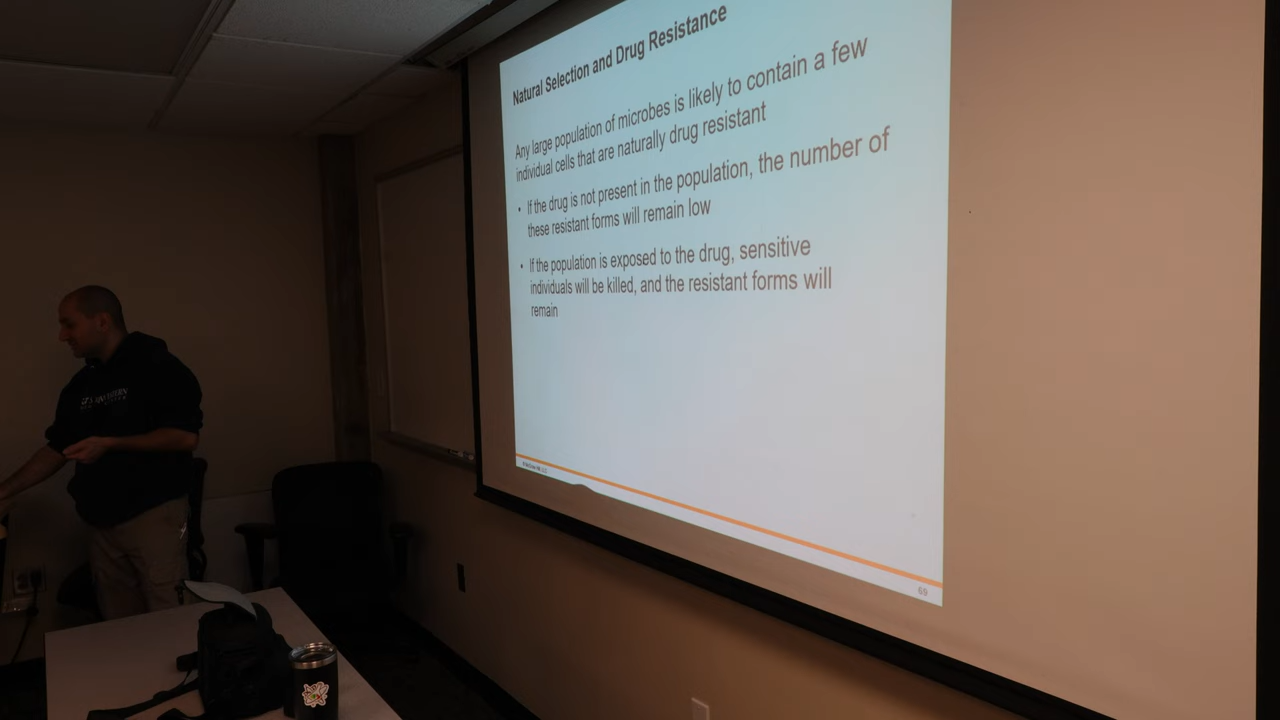 Natural Selection and Drug Resistance
Any large population of microbes is likely to contain a few
individual cells that are naturally drug resistant
• If the drug is not present in the population, the number of
these resistant forms will remain low
• If the population is exposed to the drug, sensitive
individuals will be killed, and the resistant forms will
remain
69